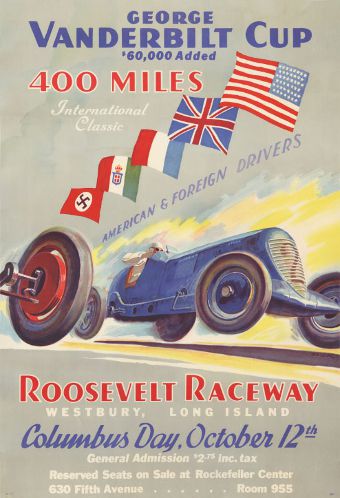 GEORGE
VANDERBILT CUP
$60,000 Added
400 MILES
International
Classic
AMERICAN & FOREIGN DRIVERS
ROOSEVELT RACEWAY
WESTBURY, LONG ISLAND
Columbus Day, October 12th
General Admission $2.75 inc. tax
Reserved Seats on Sale at Rockefeller Center
630 Fifth Avenue . . . . . . Room 955